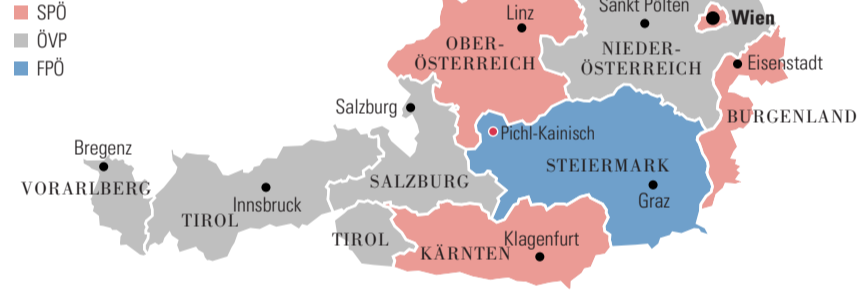 SPÖ
ÖVP
FPÖ
Linz
Sankt Pölten
Wien
OBER-
ÖSTERREICH
NIEDER-
ÖSTERREICH
Eisenstadt
Salzburg
BURGENLAND
Pichl-Kainisch
Bregenz
STEIERMARK
VORARLBERG
SALZBURG
Innsbruck
Graz
TIROL
TIROL
KÄRNTEN
Klagenfurt